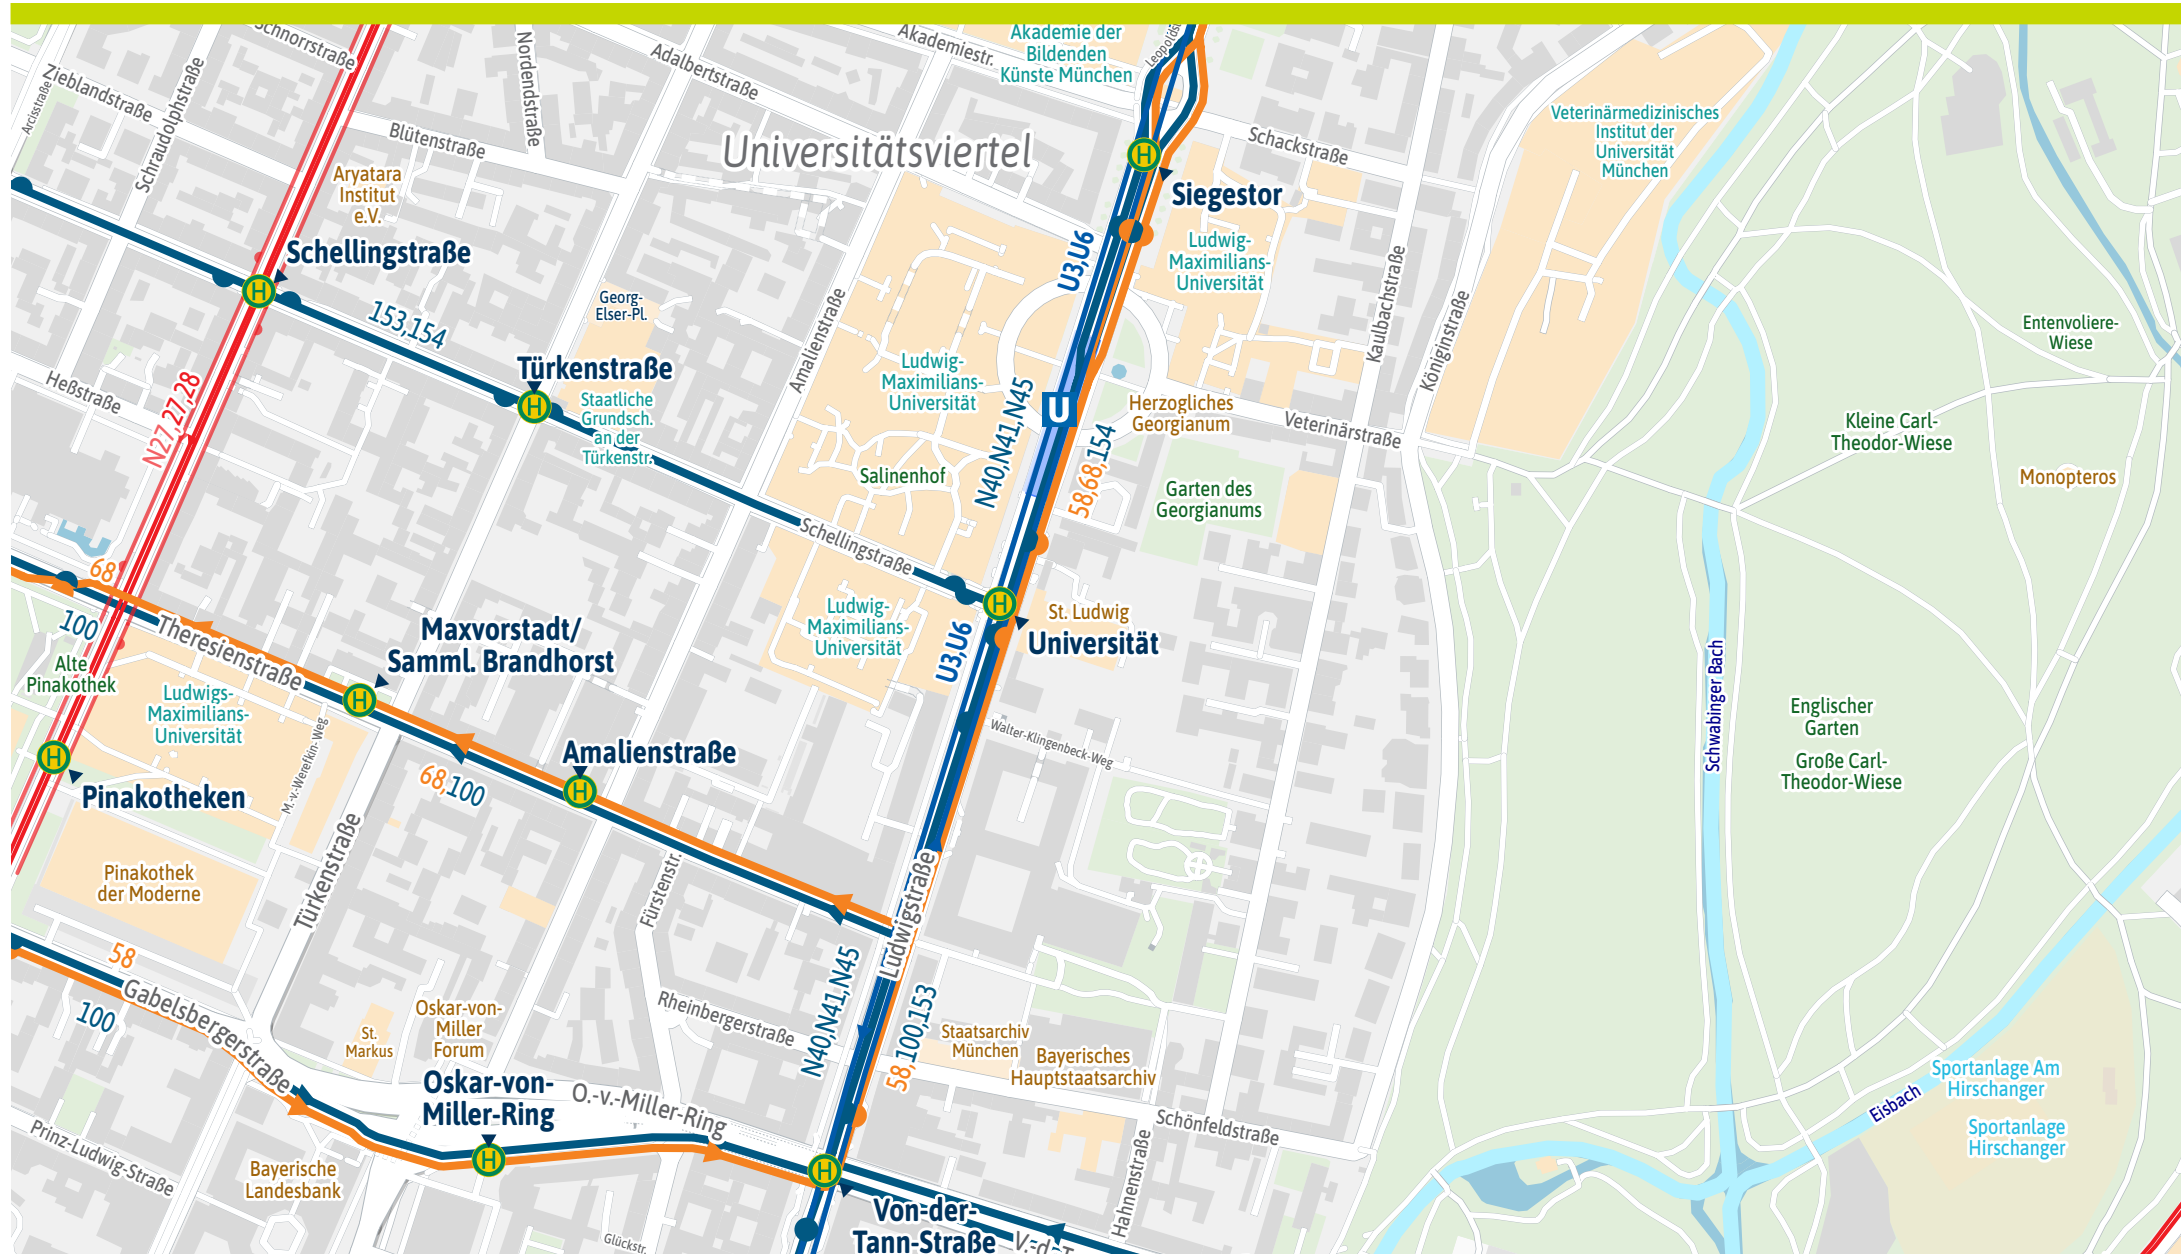 Schnorrstraße
Zieblandstraße
Arcisstraße
Schraudolphstraße
Nordendstraße
Adalbertstraße
Akademiestr.
Akademie der
Bildenden
Künste München
Leopoldstr.
Blütenstraße
Universitätsviertel
H
Schackstraße
Veterinärmedizinisches
Institut der
Universität
München
Aryatara
Institut
e.V.
Siegestor
Schellingstraße
H
153,154
Georg-
Elser-Pl.
Amalienstraße
U3,U6
Ludwig-
Maximilians-
Universität
Kaulbachstraße
Königinstraße
Entenvoliere-
Wiese
Heßstraße
N27,27,28
Türkenstraße
H
Staatliche
Grundsch.
an der
Türkenstr.
Ludwig-
Maximilians-
Universität
N40,N41,N45
U
58,68,154
Herzogliches
Georgianum
Veterinärstraße
Kleine Carl-
Theodor-Wiese
Monopteros
Salinenhof
Garten des
Georgianums
Schellingstraße
68
100
Theresienstraße
Maxvorstadt/
Samml. Brandhorst
H
Ludwig-
Maximilians-
Universität
H
St. Ludwig
Universität
U3,U6
Schwabinger Bach
Alte
Pinakothek
Ludwigs-
Maximilians-
Universität
H
Pinakotheken
M.-v.-Werefkin-Weg
68,100
Amalienstraße
H
Walter-Klingenbeck-Weg
Englischer
Garten
Große Carl-
Theodor-Wiese
Pinakothek
der Moderne
Türkenstraße
Fürstenstr.
Ludwigstraße
58
100
Gabelsbergerstraße
St.
Markus
Oskar-von-
Miller
Forum
Rheinbergerstraße
N40,N41,N45
58,100,153
Staatsarchiv
München
Bayerisches
Hauptstaatsarchiv
Oskar-von-
Miller-Ring
H
O.-v.-Miller-Ring
Schönfeldstraße
Hahnenstraße
Eisbach
Sportanlage Am
Hirschanger
Sportanlage
Hirschanger
Prinz-Ludwig-Straße
Bayerische
Landesbank
Glückstr.
H
Von-der-
Tann-Straße